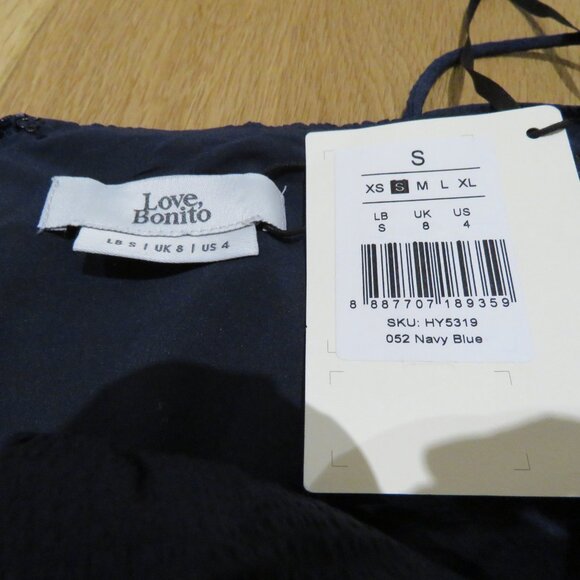 Love,
Bonito
LB S | UK 8 | US 4
S
XS S M L XL
LB UK US
S 8 4
8 887707 189359
SKU: HY5319
052 Navy Blue